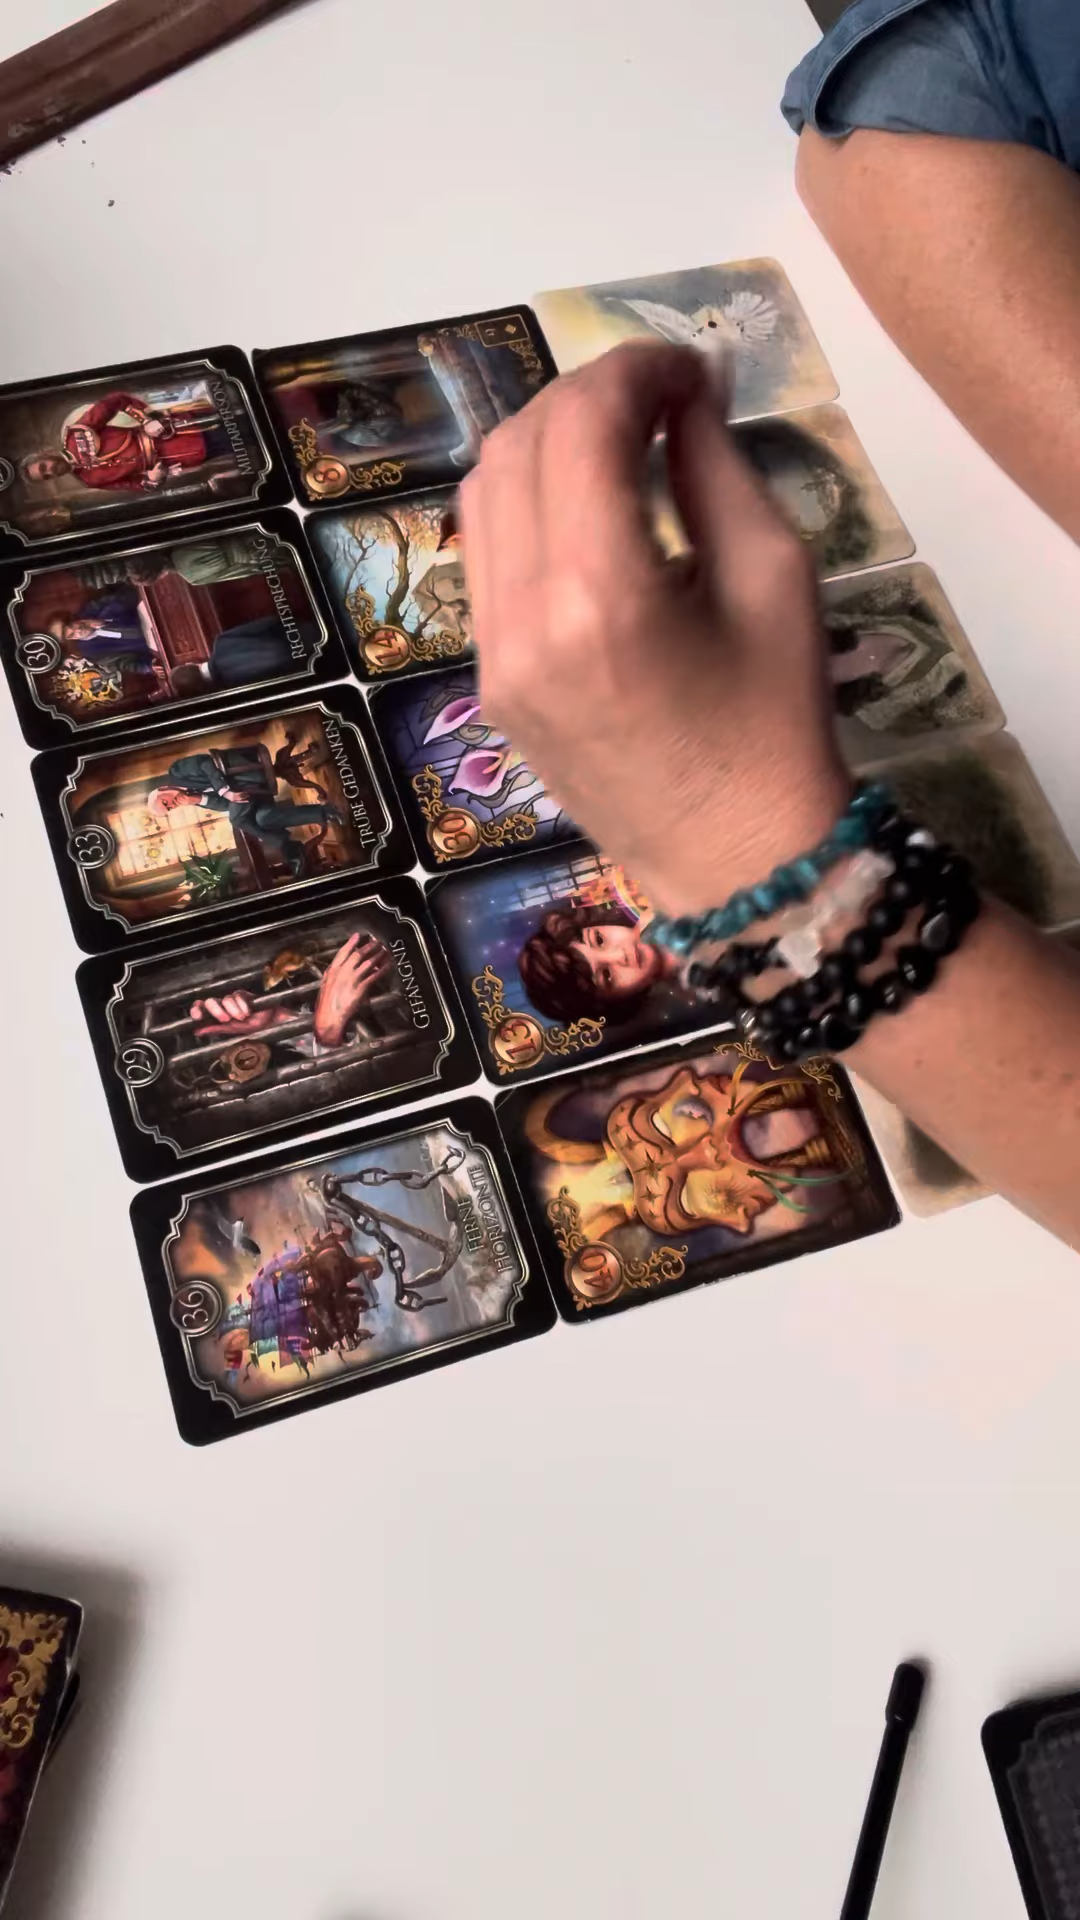 MILITÄRPERSON
8
30
RECHTSPRECHUNG
14
33
TRÜBE GEDANKEN
30
29
GEFÄNGNIS
13
36
FERNE
HORIZONTE
40